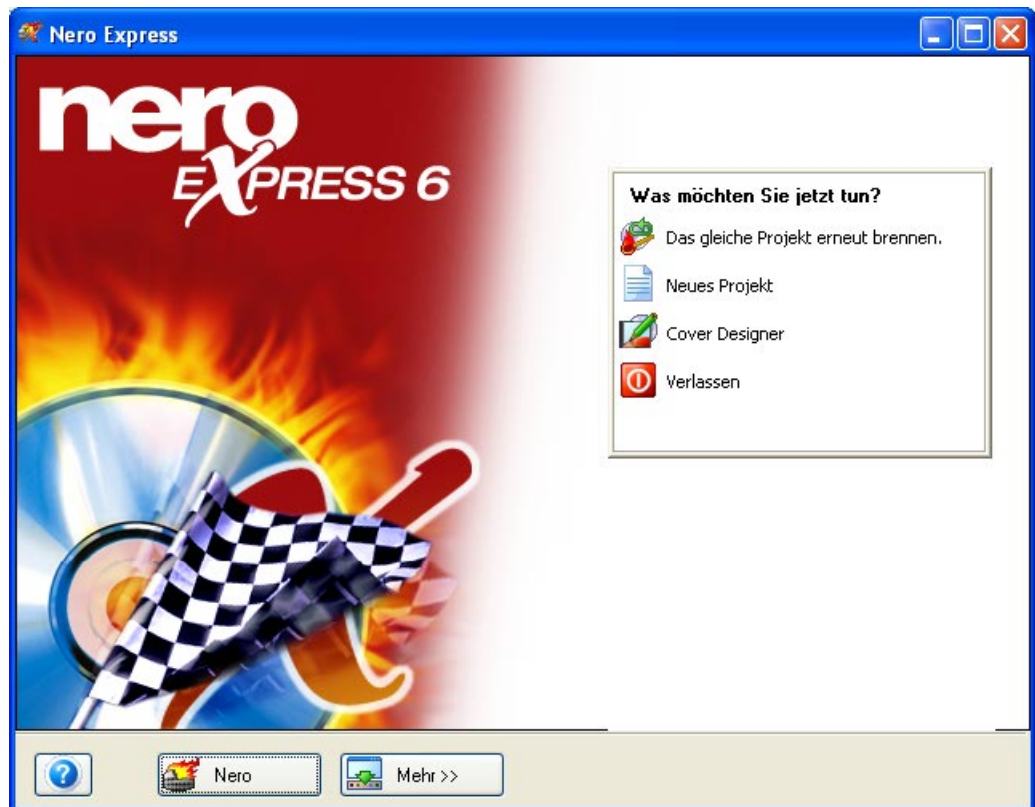 Nero Express
nero
EXPRESS 6
Was möchten Sie jetzt tun?
Das gleiche Projekt erneut brennen.
Neues Projekt
Cover Designer
Verlassen
?
Nero
Mehr >>